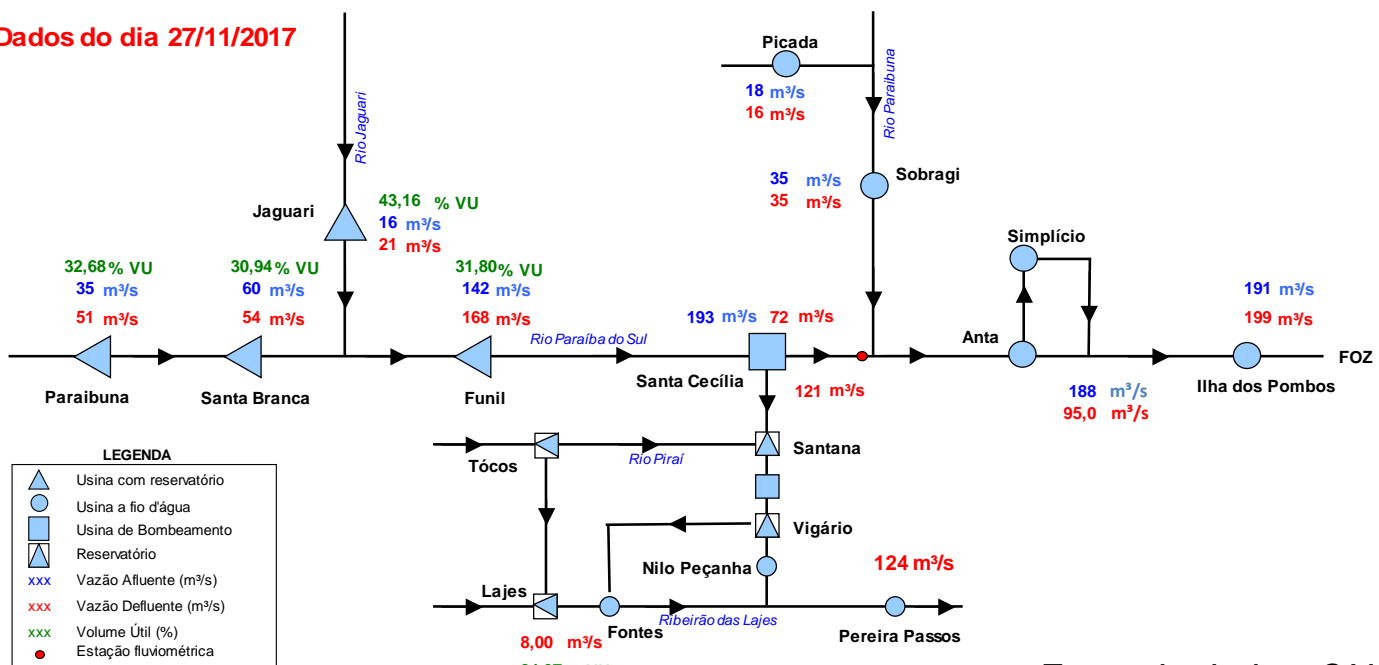 Dados do dia 27/11/2017
Picada
18 m³/s
16 m³/s
Rio Paraibuna
Rio Jaguari
35 m³/s
35 m³/s
Sobragi
Jaguari
43,16 % VU
16 m³/s
21 m³/s
Simplício
32,68% VU
35 m³/s
51 m³/s
30,94% VU
60 m³/s
54 m³/s
31,80% VU
142 m³/s
168 m³/s
191 m³/s
199 m³/s
193 m³/s 72 m³/s
Rio Paraíba do Sul
Anta
FOZ
Paraibuna
Santa Branca
Funil
Santa Cecília
121 m³/s
188 m³/s
95,0 m³/s
Ilha dos Pombos
Tócos
Rio Piraí
Santana
Vigário
Nilo Peçanha
124 m³/s
Lajes
8,00 m³/s
Fontes
Ribeirão das Lajes
Pereira Passos
LEGENDA
Usina com reservatório
Usina a fio d'água
Usina de Bombeamento
Reservatório
xxx Vazão Afluente (m³/s)
xxx Vazão Defluente (m³/s)
xxx Volume Útil (%)
Estação fluviométrica